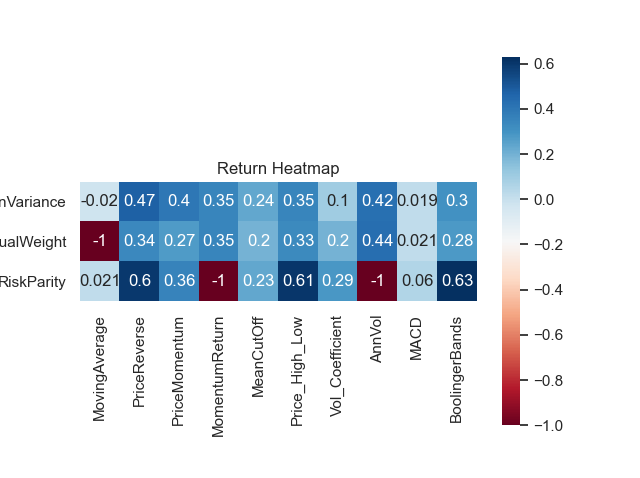 Return Heatmap
nVariance -0.02 0.47 0.4 0.35 0.24 0.35 0.1 0.42 0.019 0.3
ualWeight -1 0.34 0.27 0.35 0.2 0.33 0.2 0.44 0.021 0.28
RiskParity 0.021 0.6 0.36 -1 0.23 0.61 0.29 -1 0.06 0.63
MovingAverage
PriceReverse
PriceMomentum
MomentumReturn
MeanCutOff
Price_High_Low
Vol_Coefficient
AnnVol
MACD
BoolingerBands
0.6
0.4
0.2
0.0
−0.2
−0.4
−0.6
−0.8
−1.0